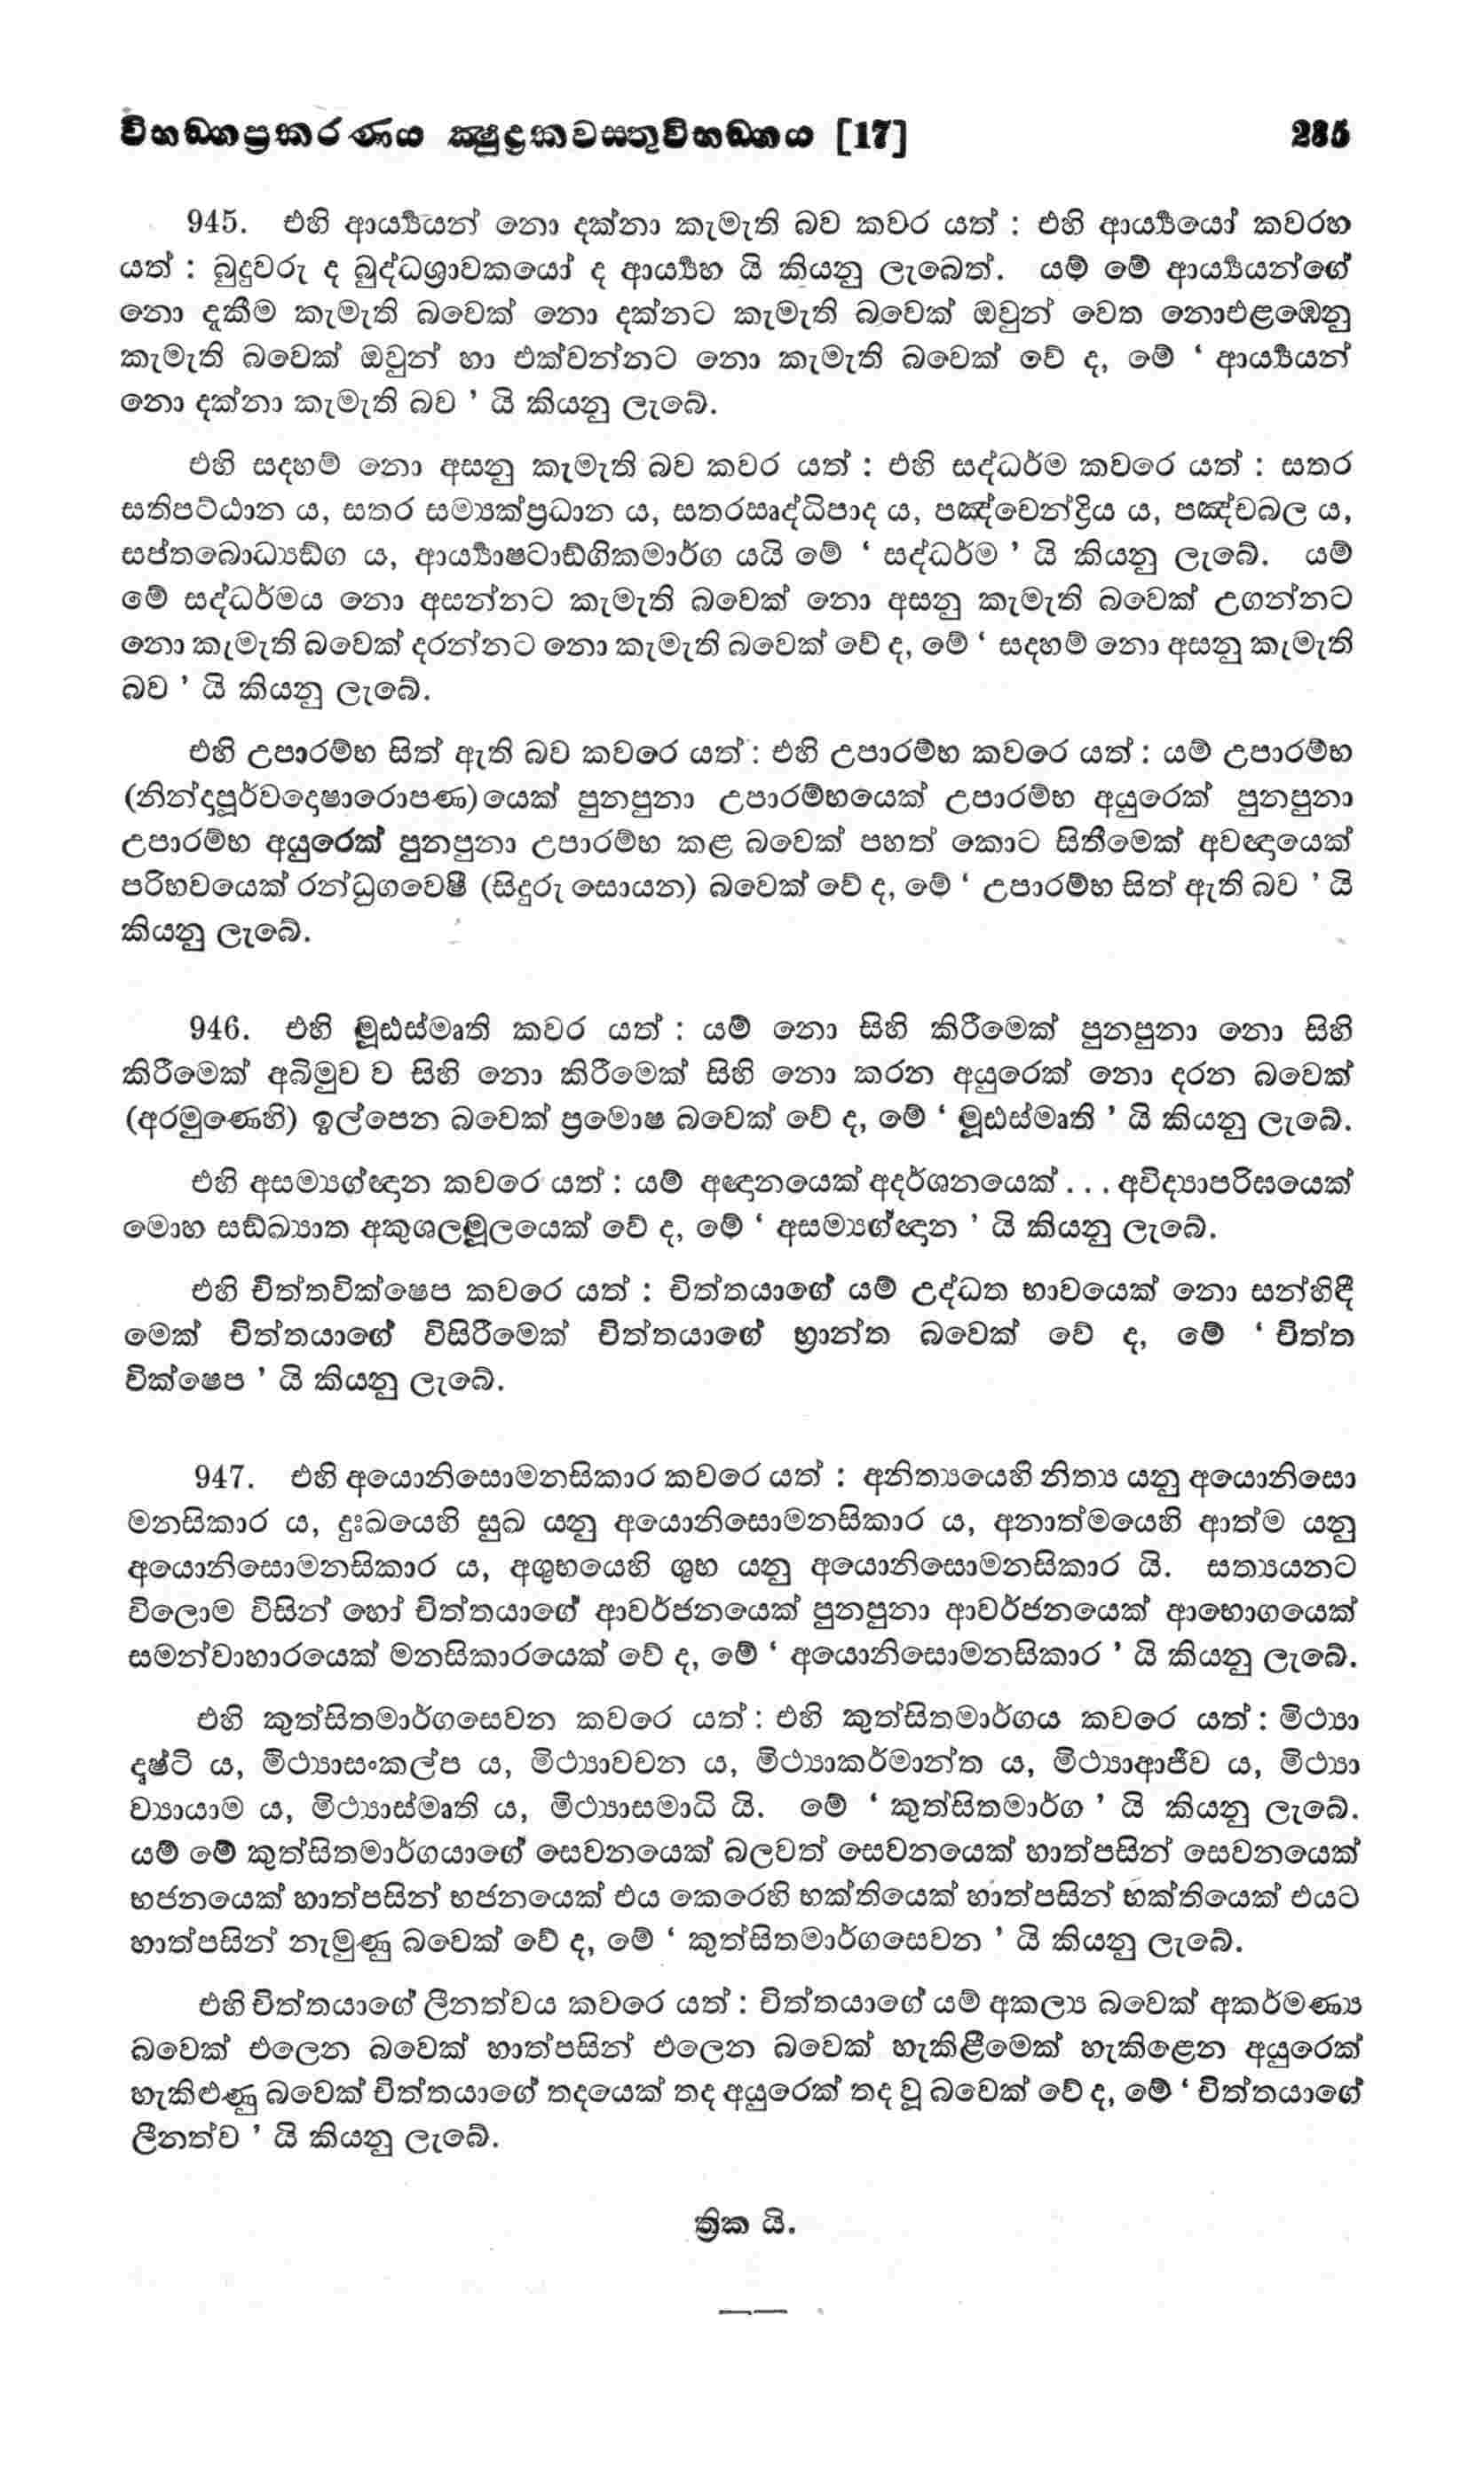 විභඞ්ගප්‍රකරණය ක්‍ෂුද්‍රකවස්තුවිභඞ්ගය [17] 285
945. එහි ආර්‍ය්‍යයන් නො දක්නා කැමැති බව කවර යත් : එහි ආර්‍ය්‍යයෝ කවරහ
යත් : බුදුවරු ද බුද්ධශ්‍රාවකයෝ ද ආර්‍ය්‍යහ යි කියනු ලැබෙත්. යම් මේ ආර්‍ය්‍යයන්ගේ
නො දැකීම කැමැති බවෙක් නො දක්නට කැමැති බවෙක් ඔවුන් වෙත නොඑළඹෙනු
කැමැති බවෙක් ඔවුන් හා එක්වන්නට නො කැමැති බවෙක් වේ ද, මේ ‘ ආර්‍ය්‍යයන්
නො දක්නා කැමැති බව ’ යි කියනු ලැබේ.
එහි සදහම් නො අසනු කැමැති බව කවර යත් : එහි සද්ධර්ම කවරෙ යත් : සතර
සතිපට්ඨාන ය, සතර සම්‍යක්ප්‍රධාන ය, සතරසෘද්ධිපාද ය, පඤ්චෙන්ද්‍රිය ය, පඤ්චබල ය,
සප්තබොධ්‍යඞ්ග ය, ආර්‍ය්‍යාෂ්ටාඞ්ගිකමාර්ග යයි මේ ‘ සද්ධර්ම ’ යි කියනු ලැබේ. යම්
මේ සද්ධර්මය නො අසන්නට කැමැති බවෙක් නො අසනු කැමැති බවෙක් උගන්නට
නො කැමැති බවෙක් දරන්නට නො කැමැති බවෙක් වේ ද, මේ ‘ සදහම් නො අසනු කැමැති
බව ’ යි කියනු ලැබේ.
එහි උපාරම්භ සිත් ඇති බව කවරෙ යත් : එහි උපාරම්භ කවරෙ යත් : යම් උපාරම්භ
(නින්දාපූර්වදොෂාරොපණ)යෙක් පුනපුනා උපාරම්භයෙක් උපාරම්භ අයුරෙක් පුනපුනා
උපාරම්භ අයුරෙක් පුනපුනා උපාරම්භ කළ බවෙක් පහත් කොට සිතීමෙක් අවඥායෙක්
පරිභවයෙක් රන්ධ්‍රගවෙෂී (සිදුරු සොයන) බවෙක් වේ ද, මේ ‘ උපාරම්භ සිත් ඇති බව ’ යි
කියනු ලැබේ.
946. එහි මූඪස්මෘති කවර යත් : යම් නො සිහි කිරීමෙක් පුනපුනා නො සිහි
කිරීමෙක් අබිමුව ව සිහි නො කිරීමෙක් සිහි නො කරන අයුරෙක් නො දරන බවෙක්
(අරමුණෙහි) ඉල්පෙන බවෙක් ප්‍රමොෂ බවෙක් වේ ද, මේ ‘ මූඪස්මෘති ’ යි කියනු ලැබේ.
එහි අසම්‍යග්ඥාන කවරෙ යත් : යම් අඥානයෙක් අදර්ශනයෙක් . . . අවිද්‍යාපරිඝයෙක්
මොහ සඞ්ඛ්‍යාත අකුශලමූලයෙක් වේ ද, මේ ‘ අසම්‍යග්ඥාන ’ යි කියනු ලැබේ.
එහි චිත්තවික්ෂෙප කවරෙ යත් : චිත්තයාගේ යම් උද්ධත භාවයෙක් නො සන්හිඳී
මෙක් චිත්තයාගේ විසිරීමෙක් චිත්තයාගේ භ්‍රාන්ත බවෙක් වේ ද, මේ ‘ චිත්ත
වික්ෂෙප ’ යි කියනු ලැබේ.
947. එහි අයොනිසොමනසිකාර කවරෙ යත් : අනිත්‍යයෙහි නිත්‍ය යනු අයොනිසො
මනසිකාර ය, දුඃඛයෙහි සුඛ යනු අයොනිසොමනසිකාර ය, අනාත්මයෙහි ආත්ම යනු
අයොනිසොමනසිකාර ය, අශුභයෙහි ශුභ යනු අයොනිසොමනසිකාර යි. සත්‍යයනට
විලොම විසින් හෝ චිත්තයාගේ ආවර්ජනයෙක් පුනපුනා ආවර්ජනයෙක් ආභොගයෙක්
සමන්වාහාරයෙක් මනසිකාරයෙක් වේ ද, මේ ‘ අයොනිසොමනසිකාර ’ යි කියනු ලැබේ.
එහි කුත්සිතමාර්ගසෙවන කවරෙ යත් : එහි කුත්සිතමාර්ගය කවරෙ යත් : මිථ්‍යා
දෘෂ්ටි ය, මිථ්‍යාසංකල්ප ය, මිථ්‍යාවචන ය, මිථ්‍යාකර්මාන්ත ය, මිථ්‍යාආජීව ය, මිථ්‍යා
ව්‍යායාම ය, මිථ්‍යාස්මෘති ය, මිථ්‍යාසමාධි යි. මේ ‘ කුත්සිතමාර්ග ’ යි කියනු ලැබේ.
යම් මේ කුත්සිතමාර්ගයාගේ සෙවනයෙක් බලවත් සෙවනයෙක් හාත්පසින් සෙවනයෙක්
භජනයෙක් හාත්පසින් භජනයෙක් එය කෙරෙහි භක්තියෙක් හාත්පසින් භක්තියෙක් එයට
හාත්පසින් නැමුණු බවෙක් වේ ද, මේ ‘ කුත්සිතමාර්ගසෙවන ’ යි කියනු ලැබේ.
එහි චිත්තයාගේ ලීනත්වය කවරෙ යත් : චිත්තයාගේ යම් අකල්‍ය බවෙක් අකර්මණ්‍ය
බවෙක් එලෙන බවෙක් හාත්පසින් එලෙන බවෙක් හැකිළීමෙක් හැකිළෙන අයුරෙක්
හැකිළුණු බවෙක් චිත්තයාගේ තදයෙක් තද අයුරෙක් තද වූ බවෙක් වේ ද, මේ ‘ චිත්තයාගේ
ලීනත්ව ’ යි කියනු ලැබේ.
ත්‍රික යි.